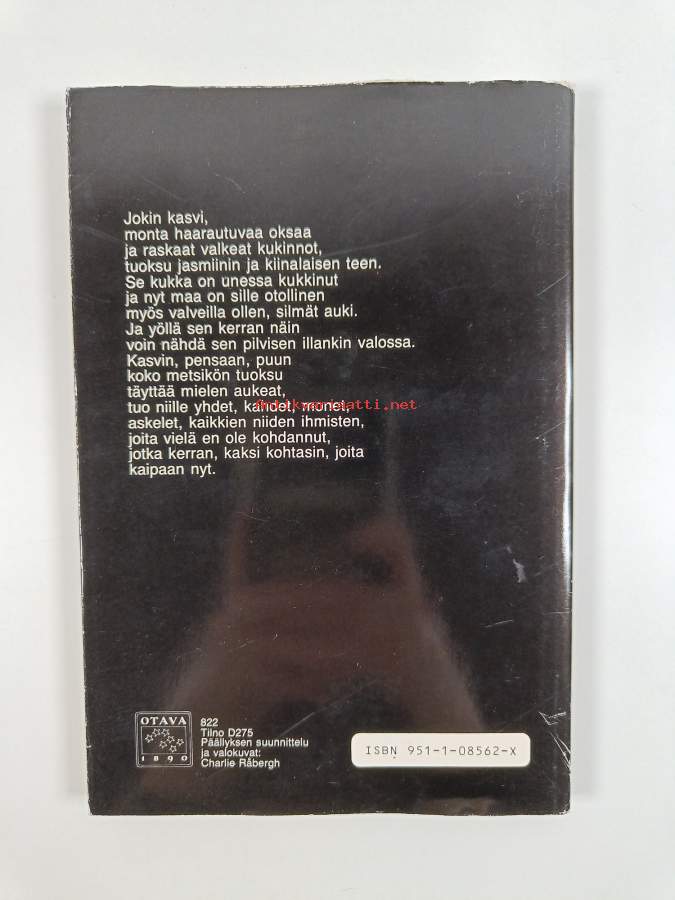 Jokin kasvi,
monta haarautuvaa oksaa
ja raskaat valkeat kukinnot,
tuoksu jasmiinin ja kiinalaisen teen.
Se kukka on unessa kukkinut
ja nyt maa on sille otollinen
myös valveilla ollen, silmät auki.
Ja yöllä sen kerran näin
voin nähdä sen pilvisen illankin valossa.
Kasvin, pensaan, puun
koko metsikön tuoksu
täyttää mielen aukeat,
tuo niille yhdet, kahdet, monet
antikvariaatti.net
askelet, kaikkien niiden ihmisten,
joita vielä en ole kohdannut,
jotka kerran, kaksi kohtasin, joita
kaipaan nyt.
OTAVA
1890
822
Tilno D275
Päällyksen suunnittelu
ja valokuvat:
Charlie Råbergh
ISBN 951-1-08562-X